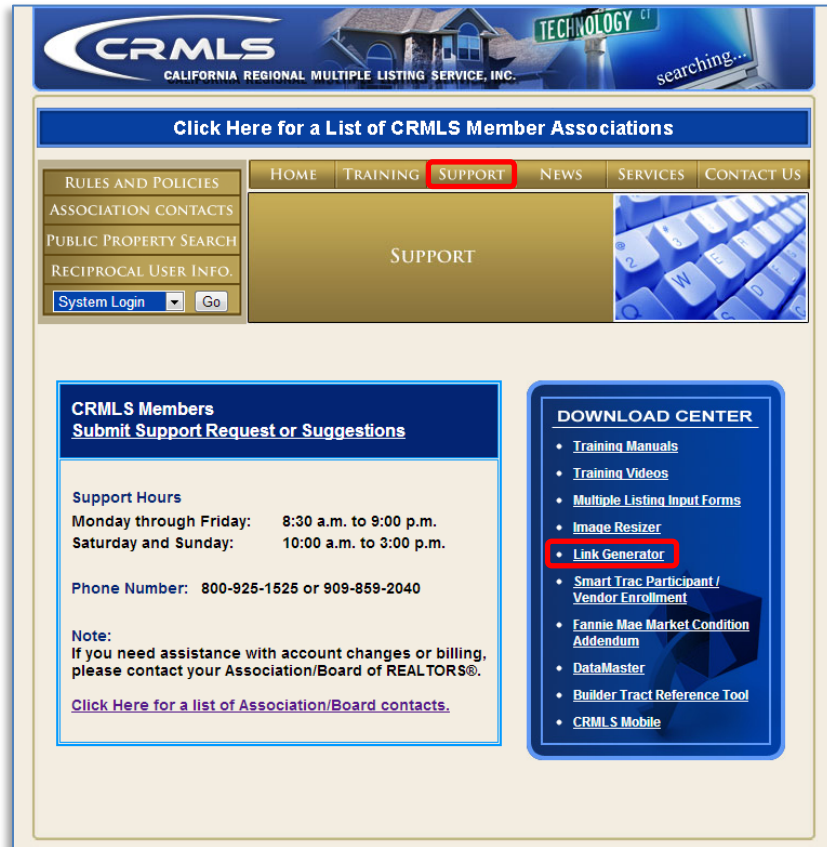 CRMLS
CALIFORNIA REGIONAL MULTIPLE LISTING SERVICE, INC.
TECHNOLOGY CT
searching...
Click Here for a List of CRMLS Member Associations
RULES AND POLICIES
ASSOCIATION CONTACTS
PUBLIC PROPERTY SEARCH
RECIPROCAL USER INFO.
System Login
Go
HOME TRAINING SUPPORT NEWS SERVICES CONTACT US
SUPPORT
@ 2
3
Q
W
CRMLS Members
Submit Support Request or Suggestions
Support Hours
Monday through Friday: 8:30 a.m. to 9:00 p.m.
Saturday and Sunday: 10:00 a.m. to 3:00 p.m.
Phone Number: 800-925-1525 or 909-859-2040
Note:
If you need assistance with account changes or billing,
please contact your Association/Board of REALTORS®.
Click Here for a list of Association/Board contacts.
DOWNLOAD CENTER
• Training Manuals
• Training Videos
• Multiple Listing Input Forms
• Image Resizer
• Link Generator
• Smart Trac Participant /
Vendor Enrollment
• Fannie Mae Market Condition
Addendum
• DataMaster
• Builder Tract Reference Tool
• CRMLS Mobile